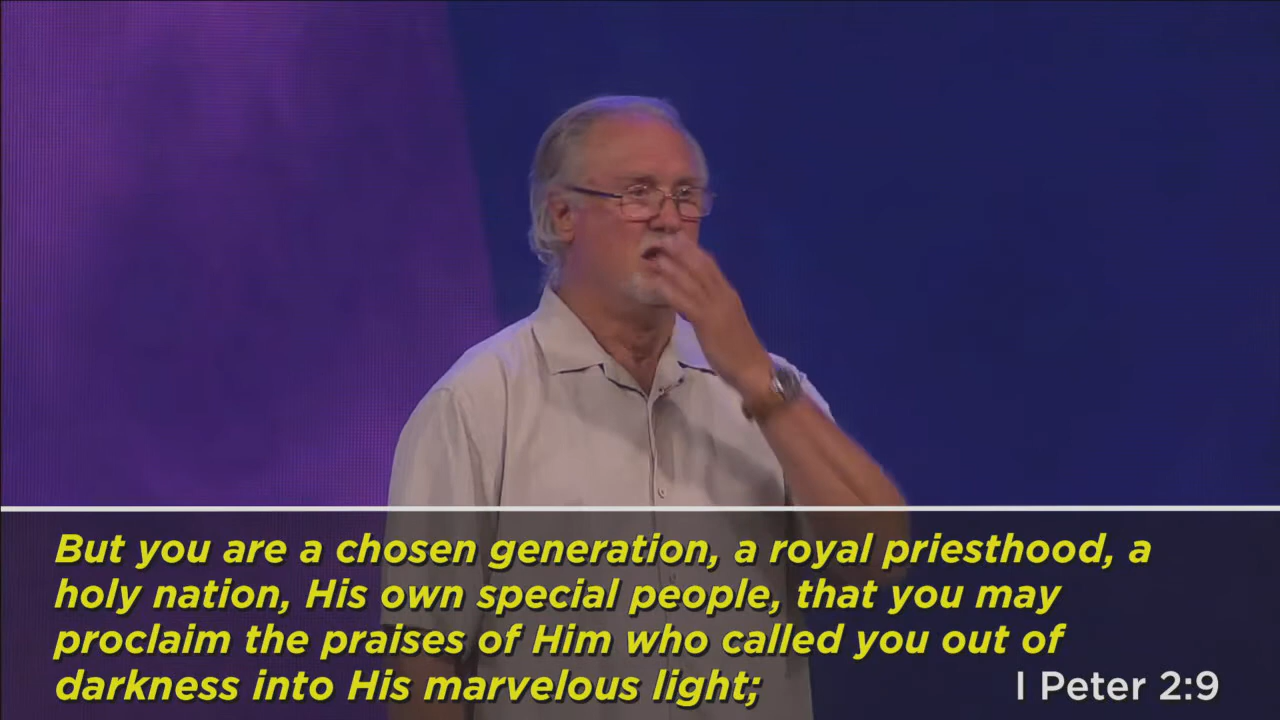 But you are a chosen generation, a royal priesthood, a
holy nation, His own special people, that you may
proclaim the praises of Him who called you out of
darkness into His marvelous light;
I Peter 2:9